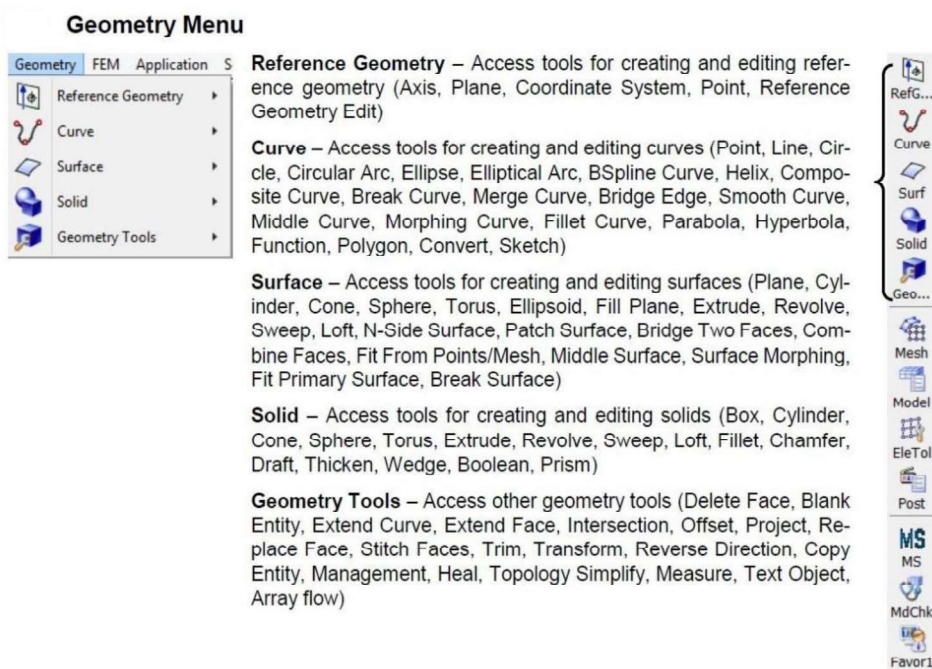 Geometry Menu
Geometry FEM Application S
Reference Geometry
Curve
Surface
Solid
Geometry Tools
Reference Geometry – Access tools for creating and editing refer-
ence geometry (Axis, Plane, Coordinate System, Point, Reference
Geometry Edit)
Curve – Access tools for creating and editing curves (Point, Line, Cir-
cle, Circular Arc, Ellipse, Elliptical Arc, BSpline Curve, Helix, Compo-
site Curve, Break Curve, Merge Curve, Bridge Edge, Smooth Curve,
Middle Curve, Morphing Curve, Fillet Curve, Parabola, Hyperbola,
Function, Polygon, Convert, Sketch)
Surface – Access tools for creating and editing surfaces (Plane, Cyl-
inder, Cone, Sphere, Torus, Ellipsoid, Fill Plane, Extrude, Revolve,
Sweep, Loft, N-Side Surface, Patch Surface, Bridge Two Faces, Com-
bine Faces, Fit From Points/Mesh, Middle Surface, Surface Morphing,
Fit Primary Surface, Break Surface)
Solid – Access tools for creating and editing solids (Box, Cylinder,
Cone, Sphere, Torus, Extrude, Revolve, Sweep, Loft, Fillet, Chamfer,
Draft, Thicken, Wedge, Boolean, Prism)
Geometry Tools – Access other geometry tools (Delete Face, Blank
Entity, Extend Curve, Extend Face, Intersection, Offset, Project, Re-
place Face, Stitch Faces, Trim, Transform, Reverse Direction, Copy
Entity, Management, Heal, Topology Simplify, Measure, Text Object,
Array flow)
RefG...
Curve
Surf
Solid
Geo...
Mesh
Model
EleTol
Post
MS
MS
MdChk
Favor1